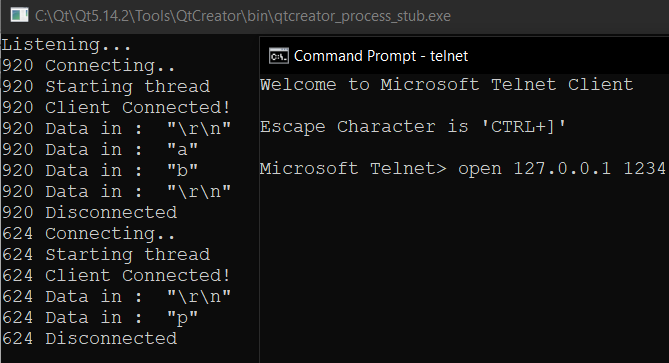 C:\Qt\Qt5.14.2\Tools\QtCreator\bin\qtcreator_process_stub.exe
Listening...
920 Connecting..
920 Starting thread
920 Client Connected!
920 Data in :  "\r\n"
920 Data in :  "a"
920 Data in :  "b"
920 Data in :  "\r\n"
920 Disconnected
624 Connecting..
624 Starting thread
624 Client Connected!
624 Data in :  "\r\n"
624 Data in :  "p"
624 Disconnected
C:\.
Command Prompt - telnet
Welcome to Microsoft Telnet Client
Escape Character is 'CTRL+]'
Microsoft Telnet> open 127.0.0.1 1234